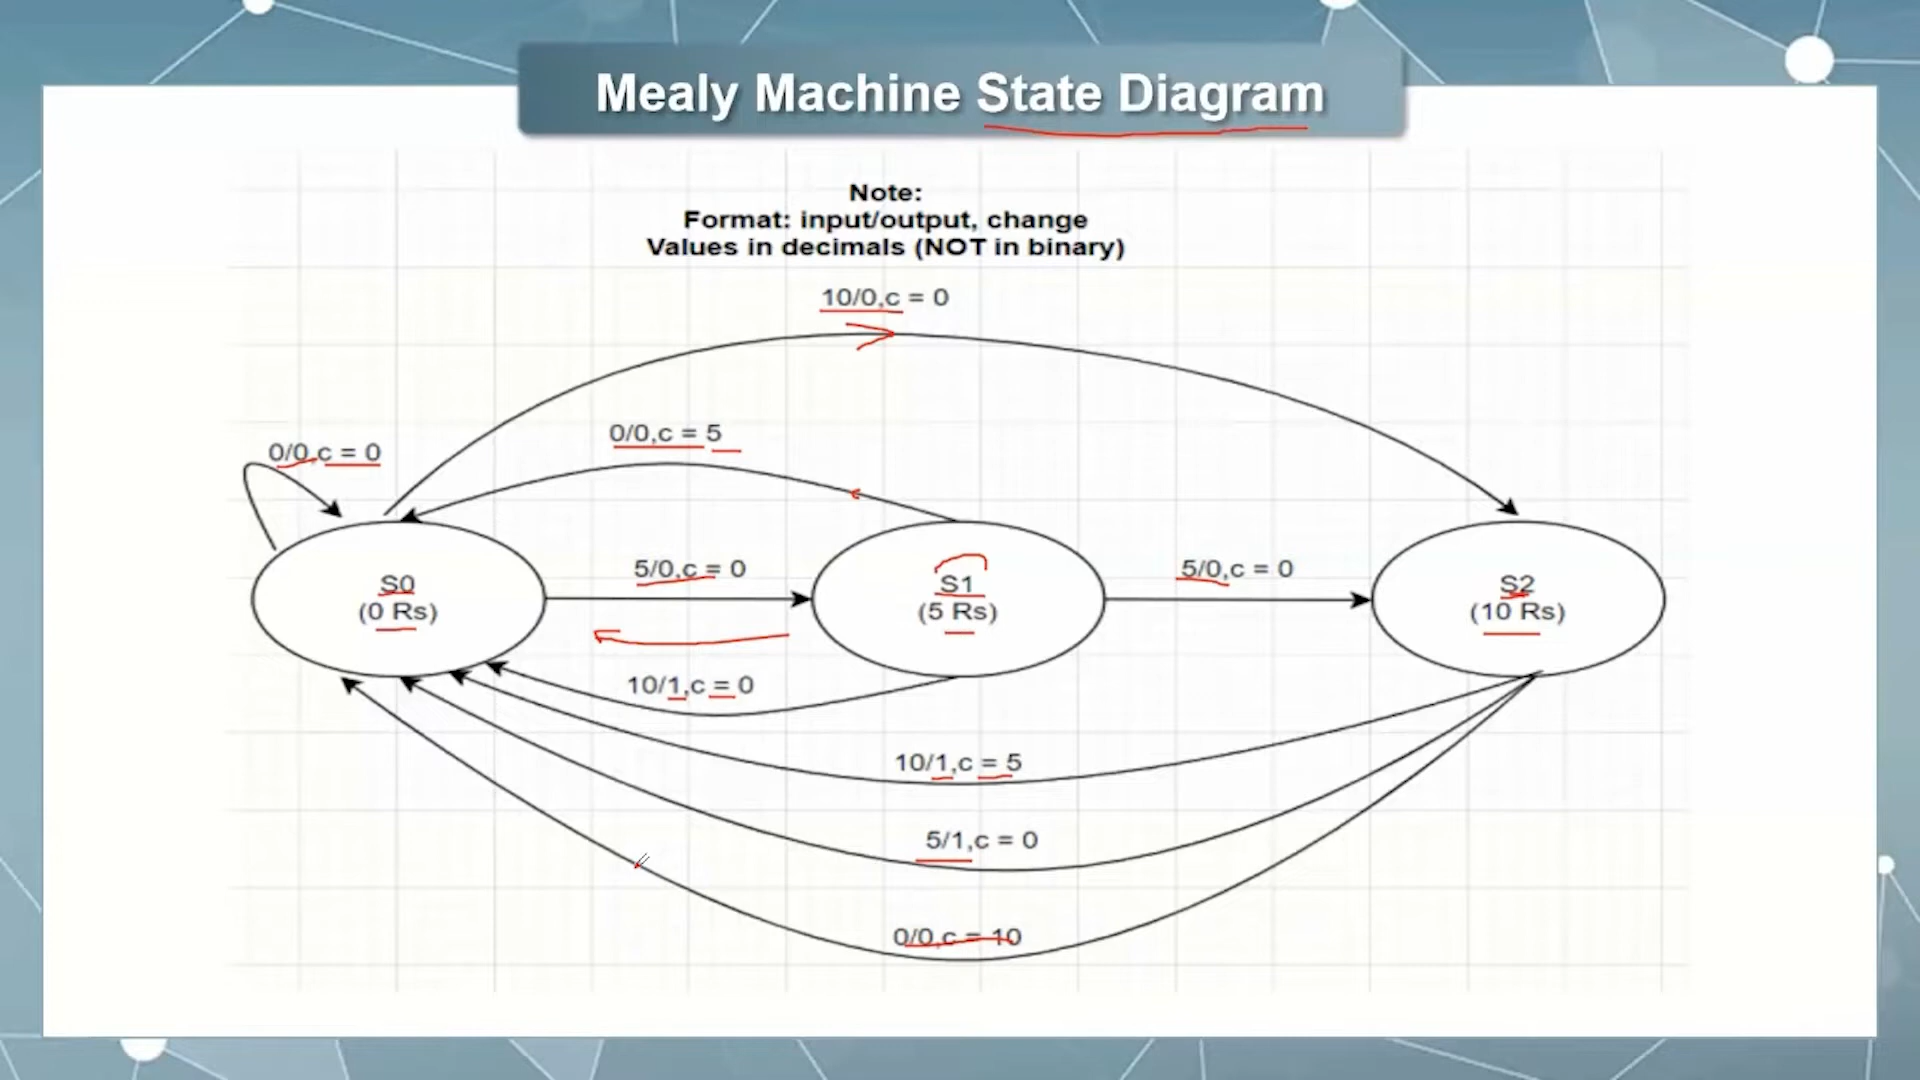 Mealy Machine State Diagram
Note:
Format: input/output, change
Values in decimals (NOT in binary)
10/0,c = 0
0/0,c = 5
0/0,c = 0
5/0,c = 0
5/0,c = 0
S0
(0 Rs)
S1
(5 Rs)
S2
(10 Rs)
10/1,c = 0
10/1,c = 5
5/1,c = 0
0/0,c = 10